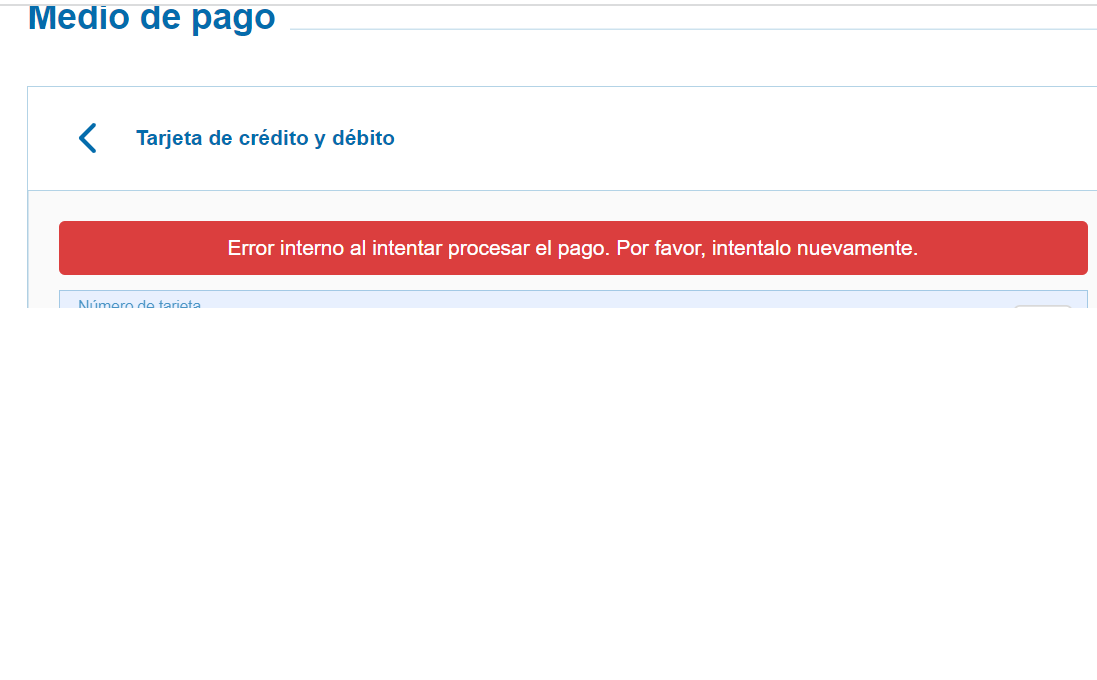 Medio de pago
Tarjeta de crédito y débito
Error interno al intentar procesar el pago. Por favor, intentalo nuevamente.
Número de tarjeta